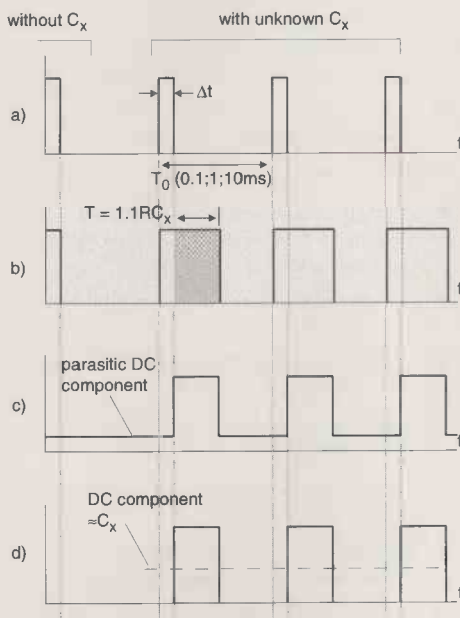 without Cx
with unknown Cx
a)
Δt
t
T0 (0.1;1;10ms)
T = 1.1RCx
b)
t
parasitic DC
component
c)
t
DC component
≈Cx
d)
t